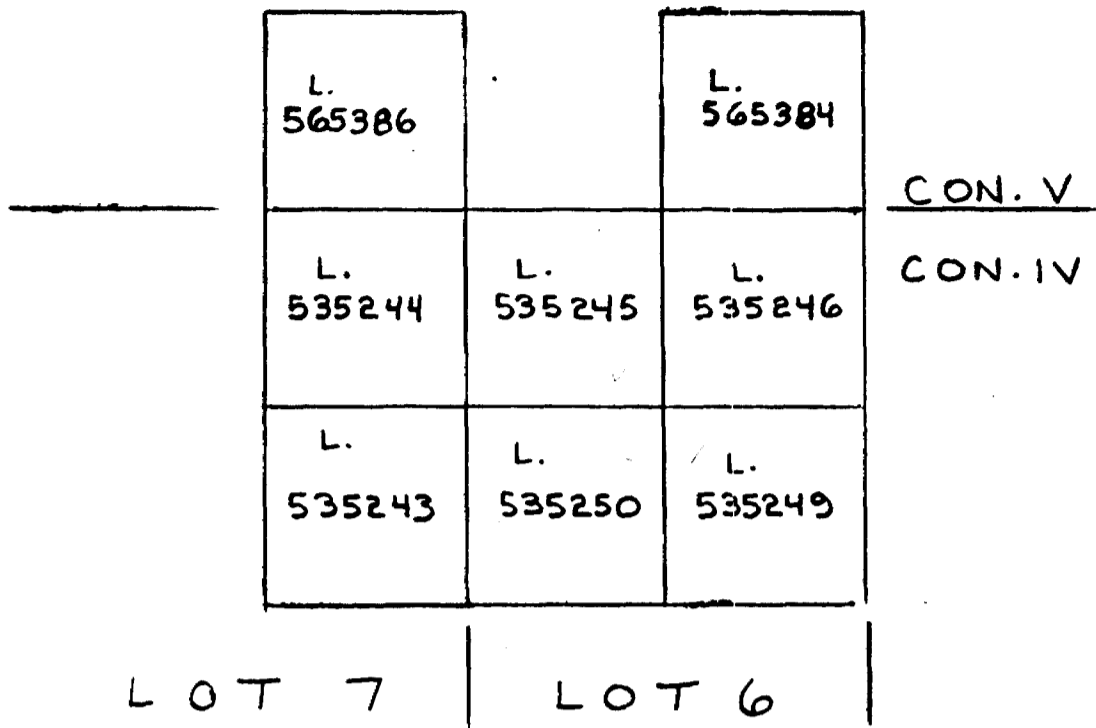 L.
565386
L.
565384
CON. V
CON. IV
L.
535244
L.
535245
L.
535246
L.
535243
L.
535250
L.
535249
LOT 7
LOT 6